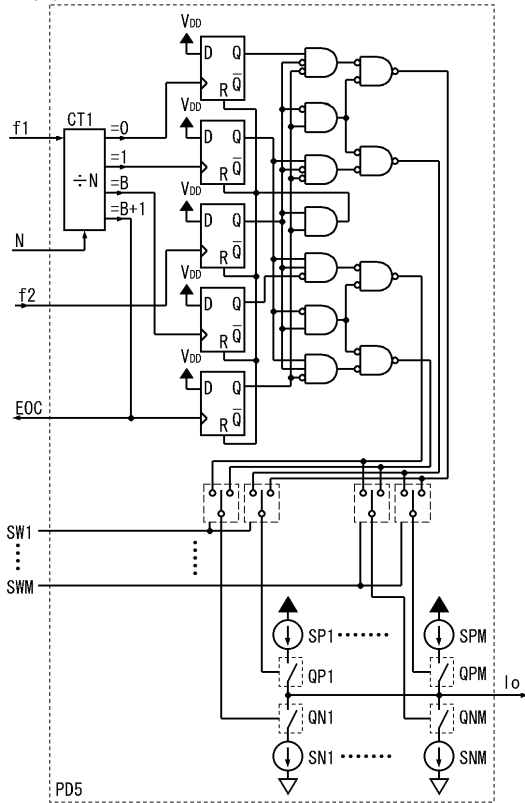 VDD
D Q
Q
R
f1
CT1
=0
VDD
D Q
Q
R
=1
÷N
=B
VDD
D Q
=B+1
N
Q
R
VDD
f2
D Q
Q
R
VDD
D Q
EOC
Q
R
SW1
SWM
SP1
SPM
QP1
QPM
Io
QN1
QNM
SN1
SNM
PD5